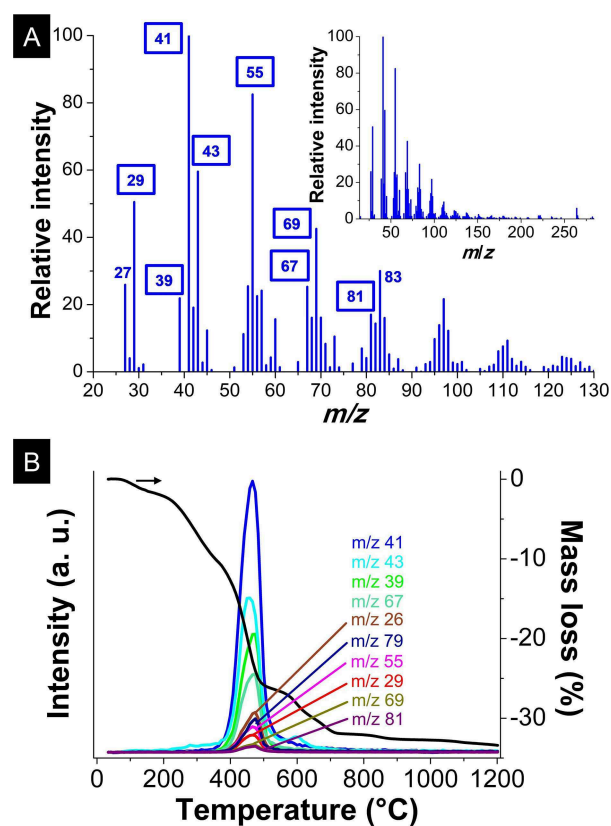 A
Relative intensity
100
80
60
40
20
0
41
55
43
29
69
67
27
39
81
83
20 30 40 50 60 70 80 90 100 110 120 130
m/z
Relative intensity
100
80
60
40
20
0
50 100 150 200 250
m/z
B
Intensity (a. u.)
m/z 41
m/z 43
m/z 39
m/z 67
m/z 26
m/z 79
m/z 55
m/z 29
m/z 69
m/z 81
0
-10
-20
-30
Mass loss (%)
0 200 400 600 800 1000 1200
Temperature (°C)